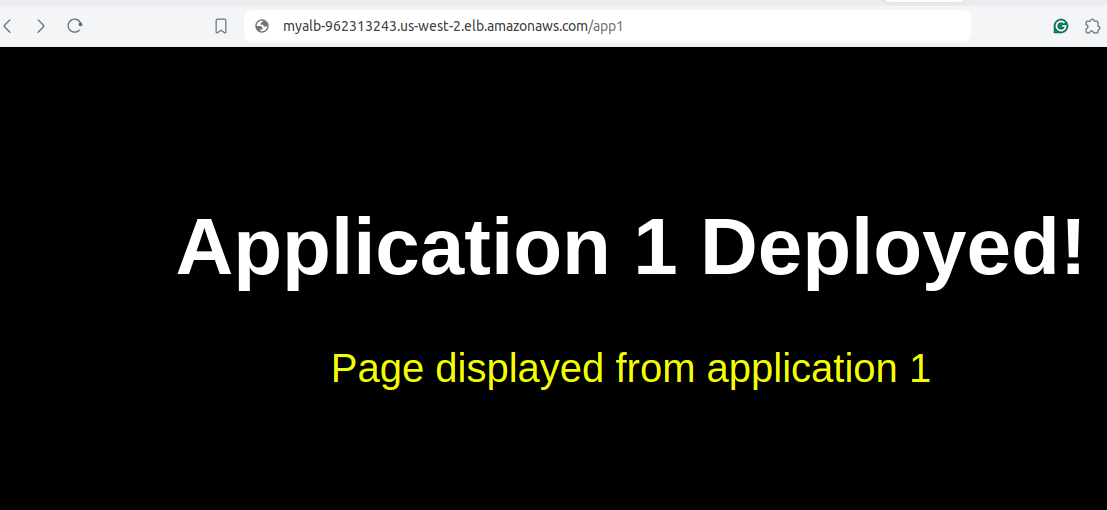 myalb-962313243.us-west-2.elb.amazonaws.com/app1
Application 1 Deployed!
Page displayed from application 1